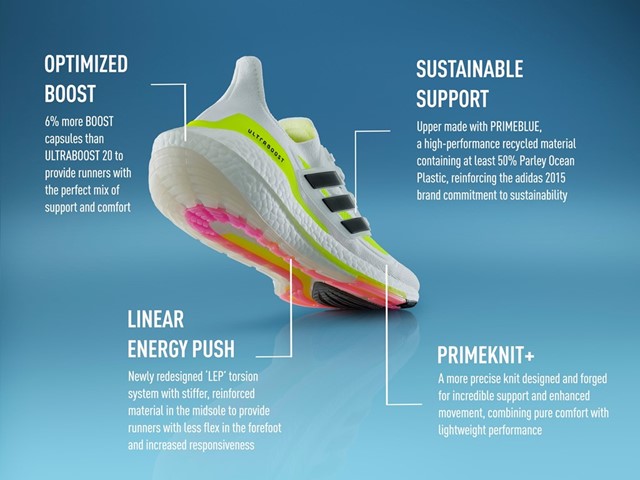 OPTIMIZED
BOOST
6% more BOOST
capsules than
ULTRABOOST 20 to
provide runners with
the perfect mix of
support and comfort
ULTRABOOST
SUSTAINABLE
SUPPORT
Upper made with PRIMEBLUE,
a high-performance recycled material
containing at least 50% Parley Ocean
Plastic, reinforcing the adidas 2015
brand commitment to sustainability
LINEAR
ENERGY PUSH
Newly redesigned 'LEP' torsion
system with stiffer, reinforced
material in the midsole to provide
runners with less flex in the forefoot
and increased responsiveness
PRIMEKNIT+
A more precise knit designed and forged
for incredible support and enhanced
movement, combining pure comfort with
lightweight performance